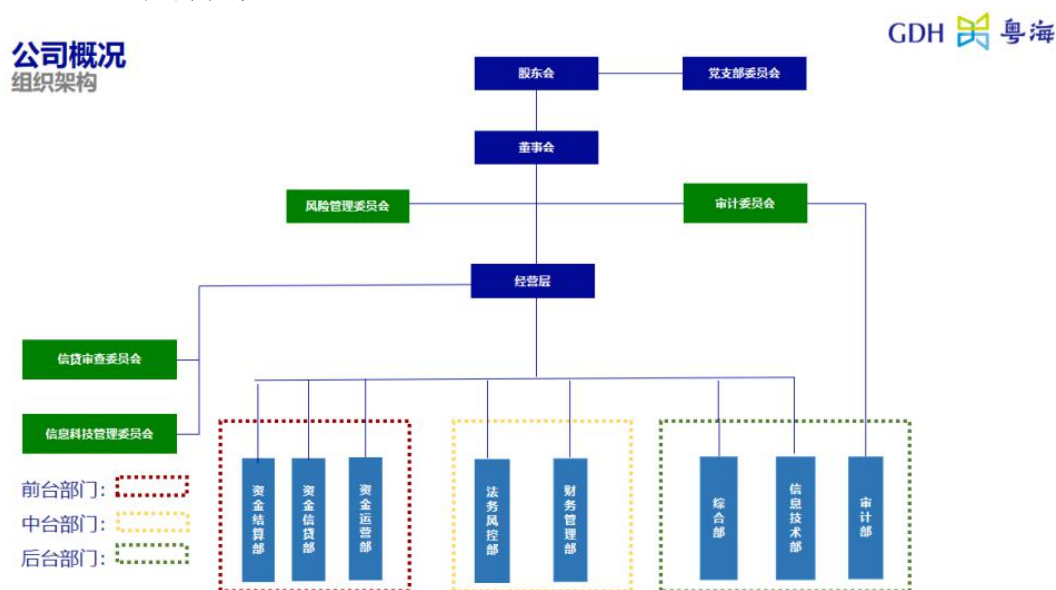 GDH 粤海
公司概况
组织架构
股东会
党支部委员会
董事会
风险管理委员会
审计委员会
经营层
信贷审查委员会
信息科技管理委员会
前台部门：
中台部门：
后台部门：
资金结算部
资金信贷部
资金运营部
法务风控部
财务管理部
综合部
信息技术部
审计部